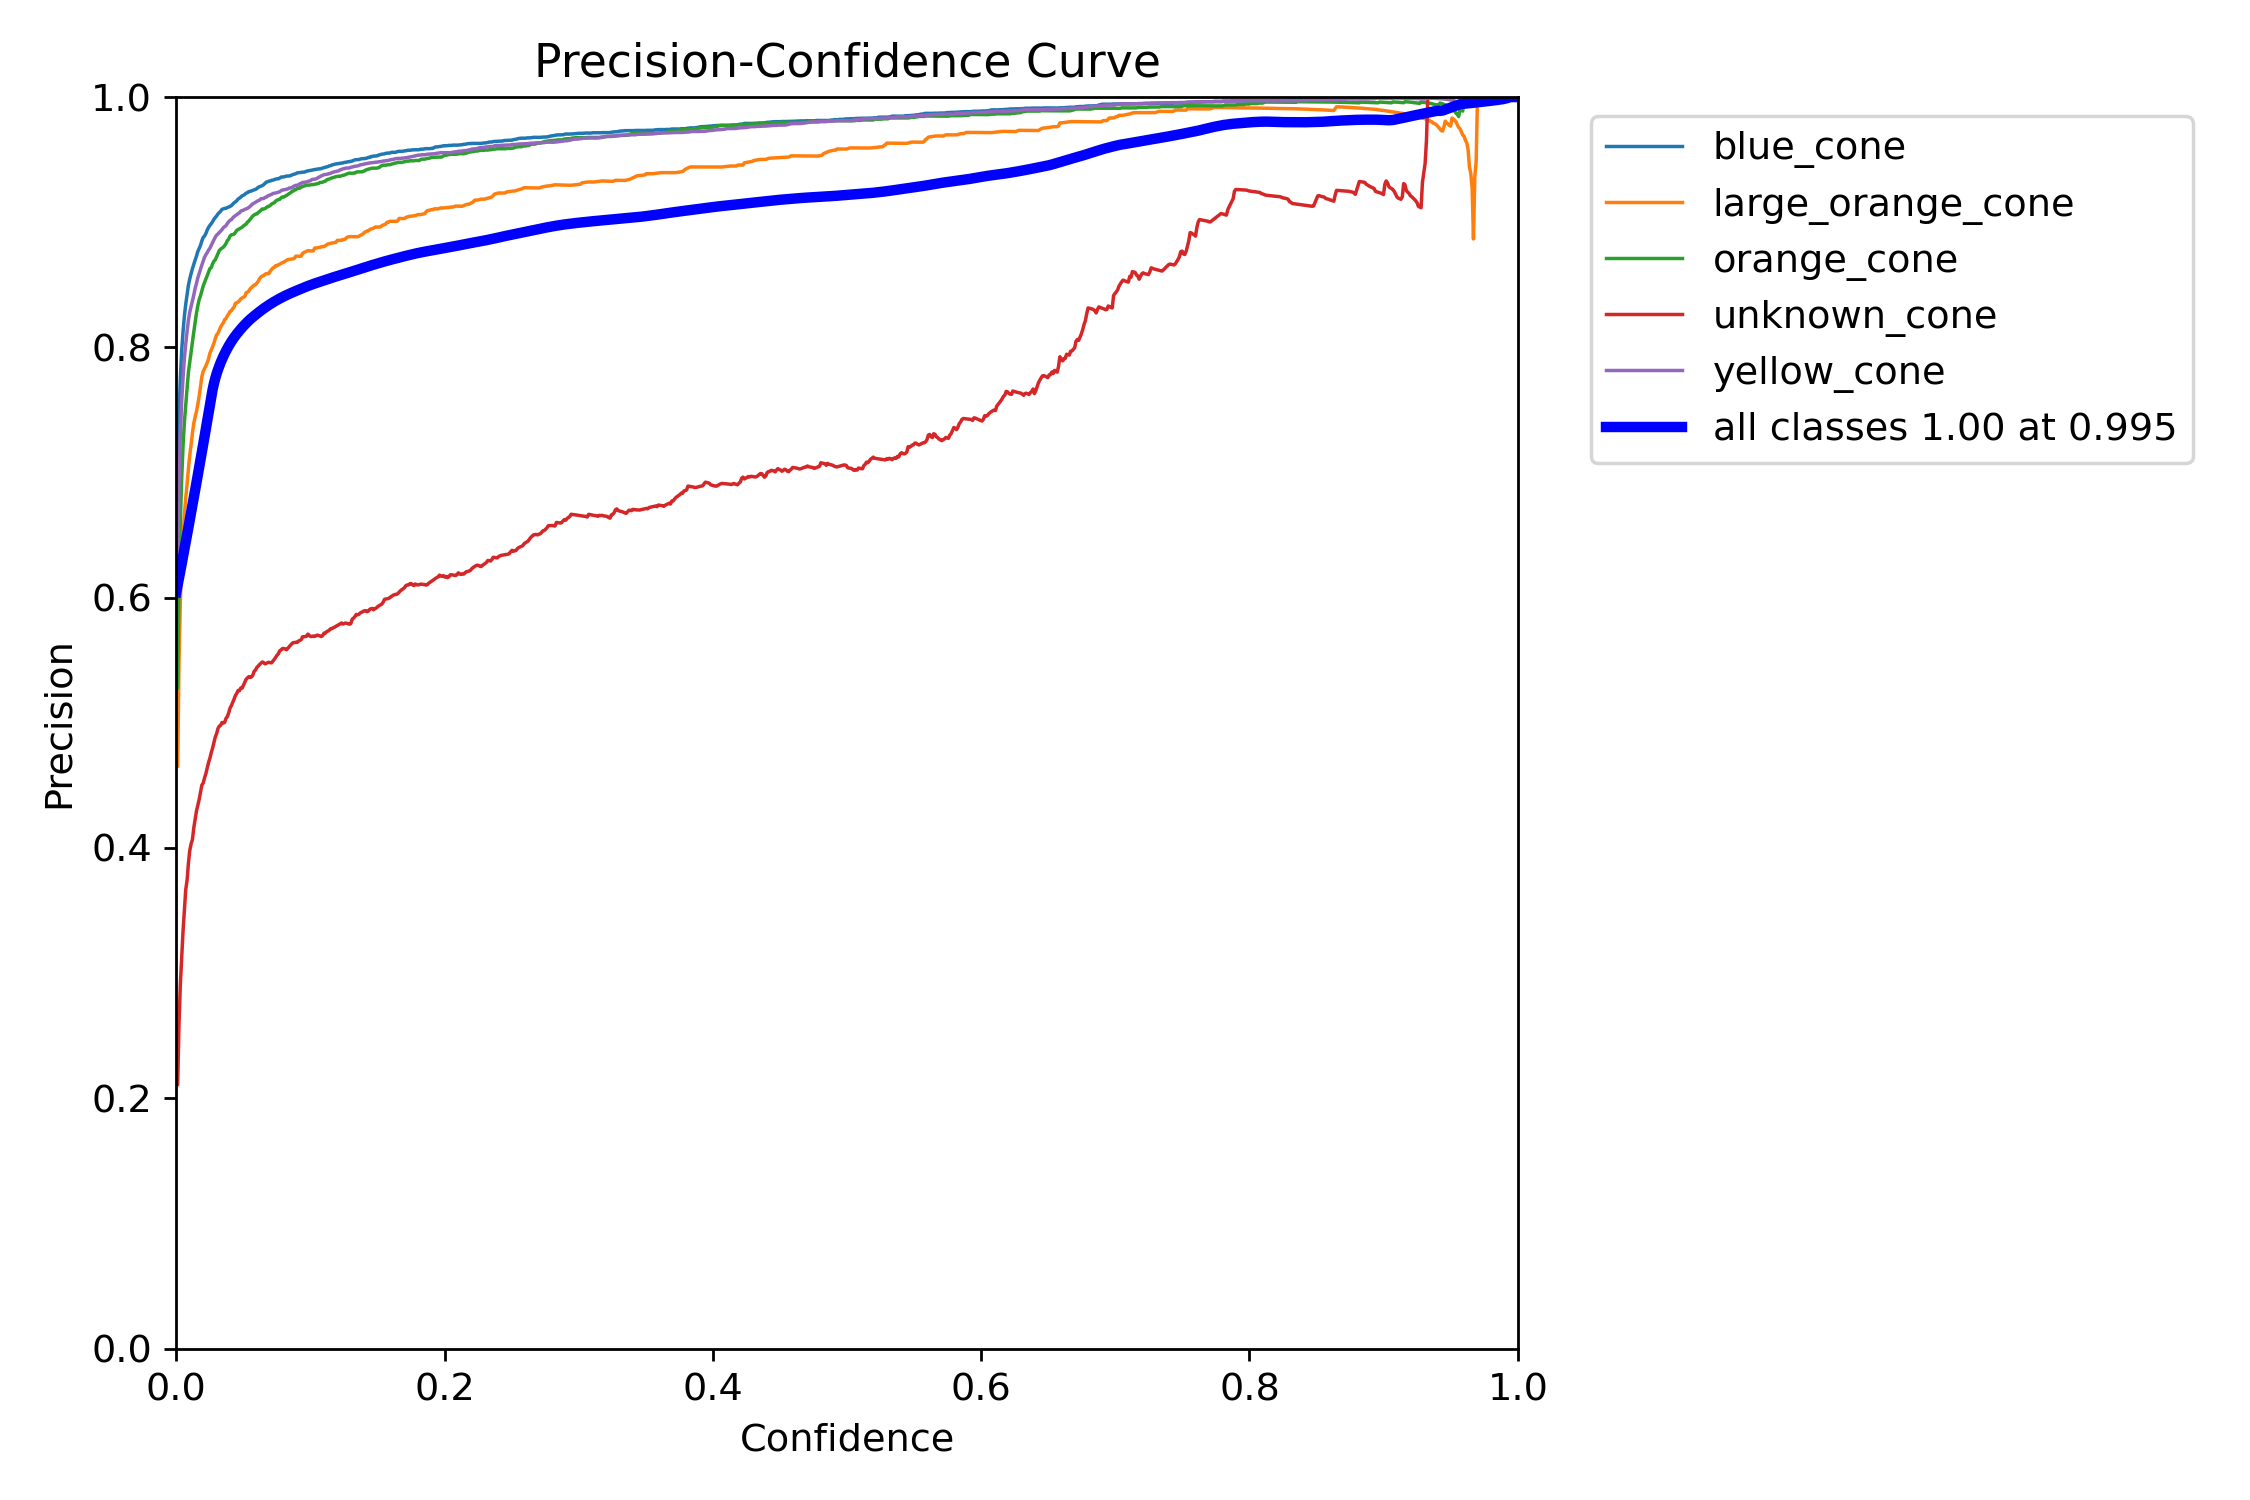 Precision-Confidence Curve
1.0
0.8
0.6
0.4
0.2
0.0
Precision
0.0 0.2 0.4 0.6 0.8 1.0
Confidence
blue_cone
large_orange_cone
orange_cone
unknown_cone
yellow_cone
all classes 1.00 at 0.995